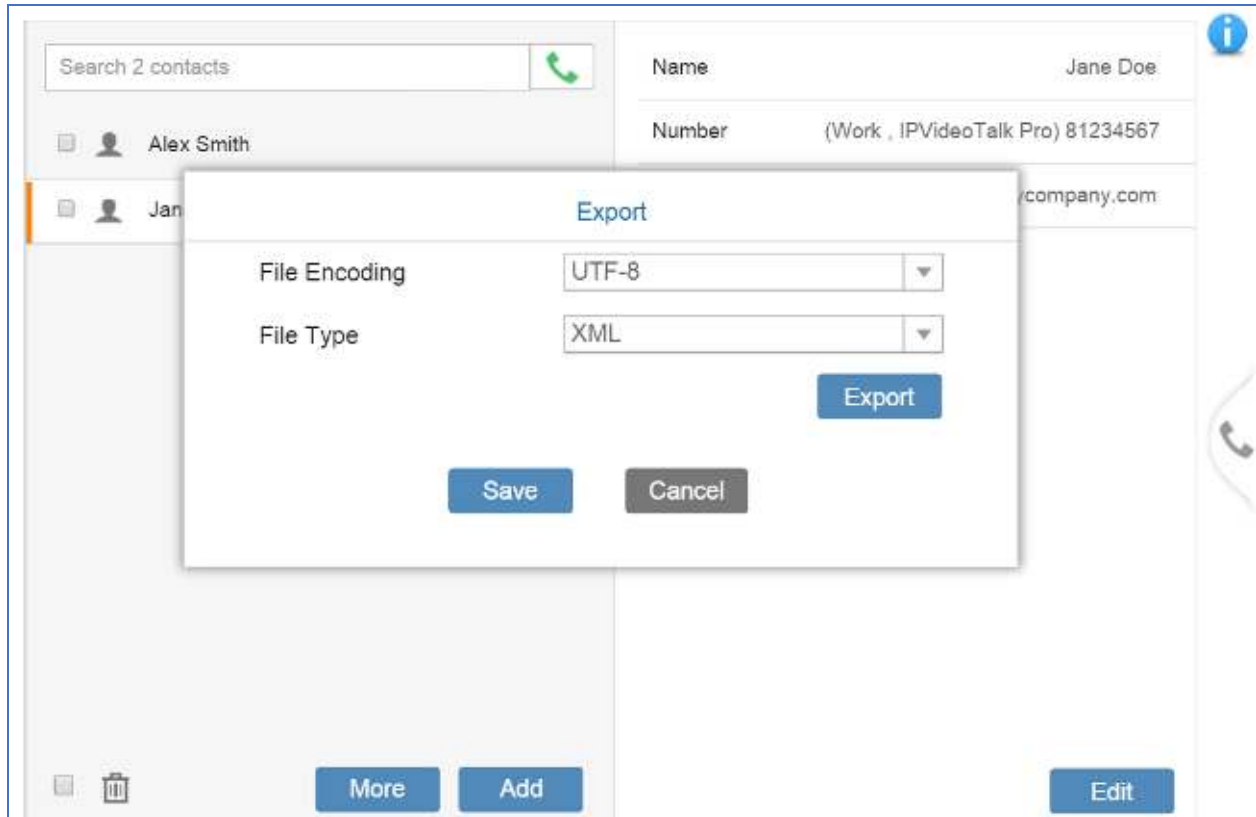 Search 2 contacts
Alex Smith
Jan
Name Jane Doe
Number (Work , IPVideoTalk Pro) 81234567
ycompany.com
Export
File Encoding UTF-8
File Type XML
Export
Save Cancel
More Add
Edit